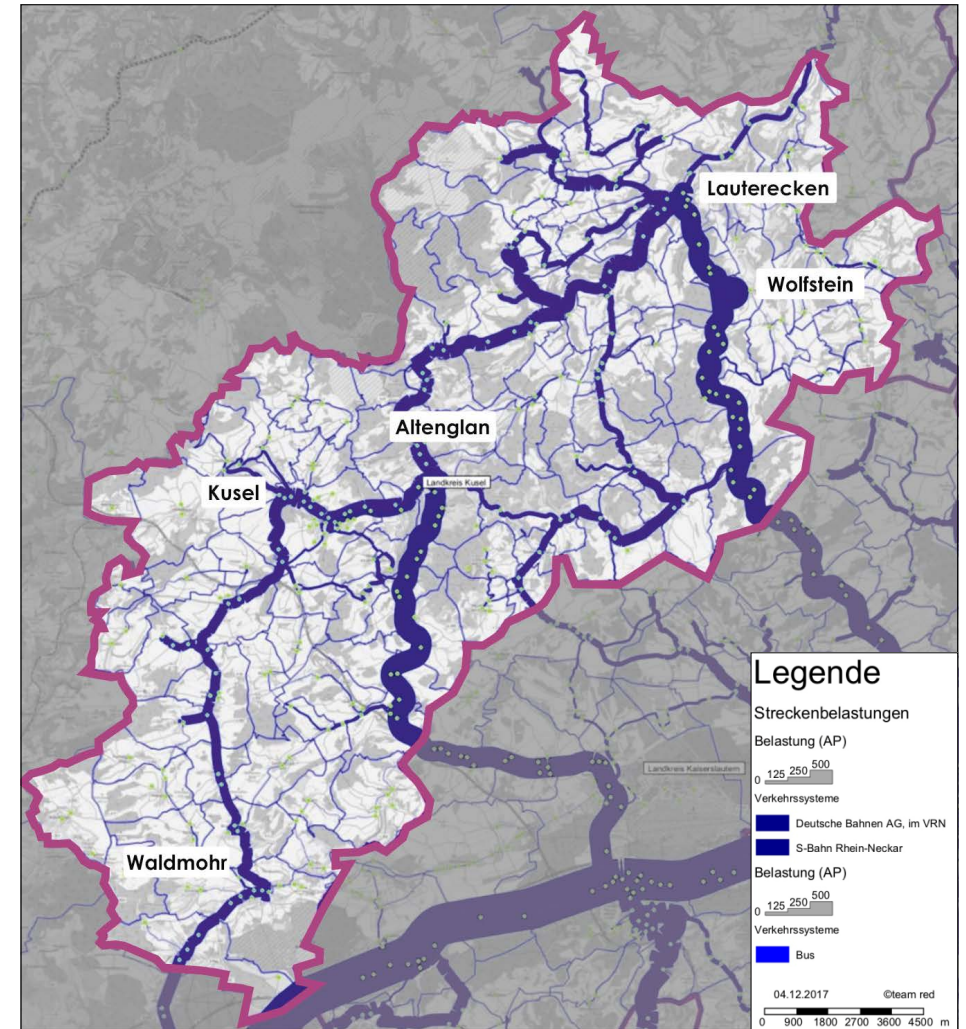 Lauterecken
Wolfstein
Altenglan
Landkreis Kusel
Kusel
Waldmohr
Landkreis Kaiserslautern
Legende
Streckenbelastungen
Belastung (AP)
0 125 250 500
Verkehrssysteme
Deutsche Bahnen AG, im VRN
S-Bahn Rhein-Neckar
Belastung (AP)
0 125 250 500
Verkehrssysteme
Bus
04.12.2017 ©team red
0 900 1800 2700 3600 4500 m